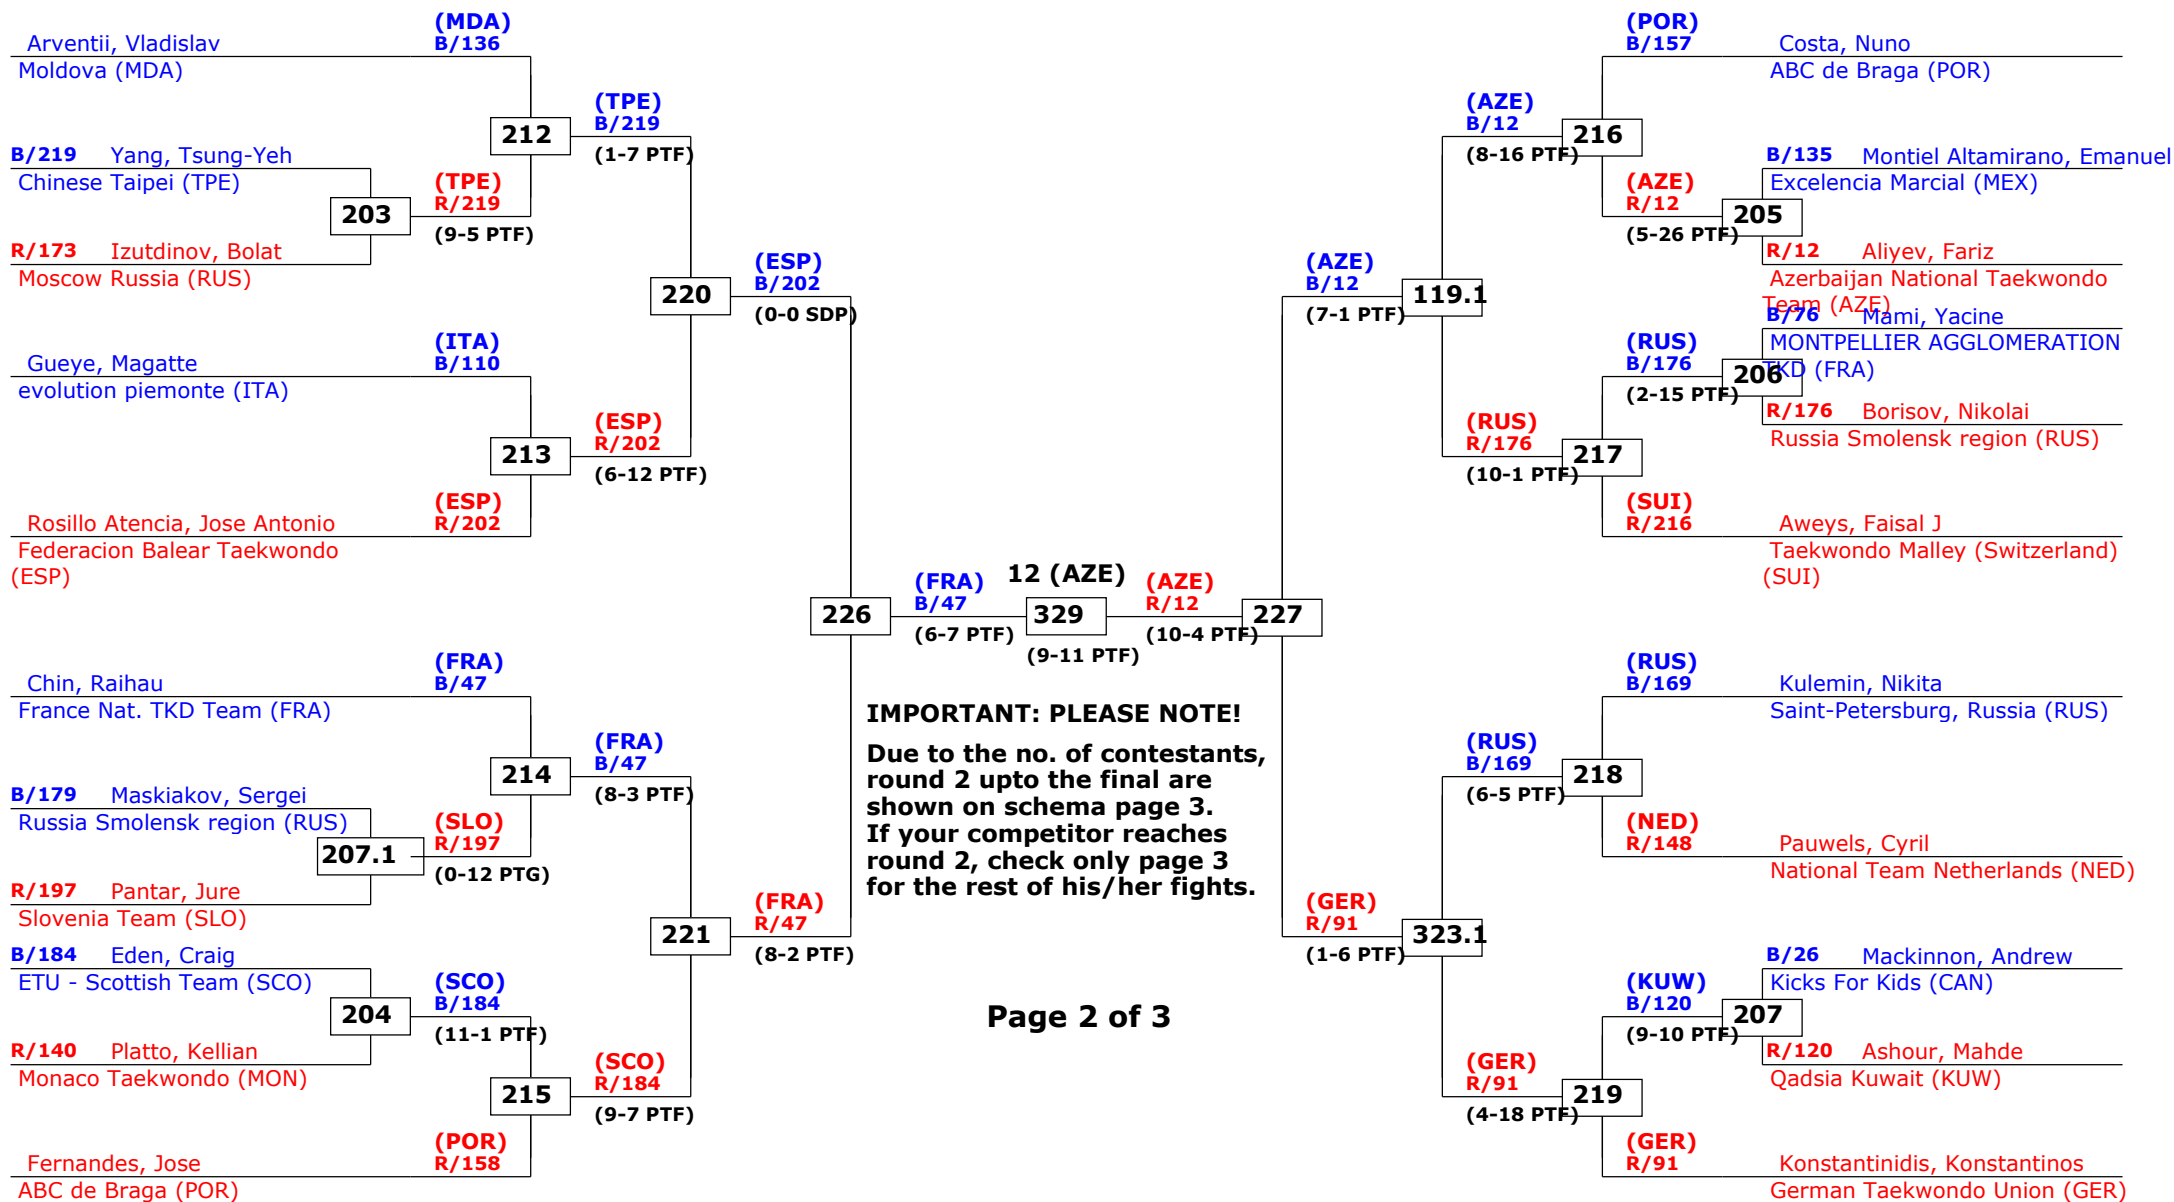 (MDA)
B/136
Arventii, Vladislav
Moldova (MDA)
B/219 Yang, Tsung-Yeh
Chinese Taipei (TPE)
203
R/173 Izutdinov, Bolat
Moscow Russia (RUS)
(TPE)
R/219
(9-5 PTF)
212
(TPE)
B/219
(1-7 PTF)
(ITA)
B/110
Gueye, Magatte
evolution piemonte (ITA)
213
(ESP)
R/202
Rosillo Atencia, Jose Antonio
Federacion Balear Taekwondo
(ESP)
(ESP)
R/202
(6-12 PTF)
220
(ESP)
B/202
(0-0 SDP)
(FRA)
B/47
Chin, Raihau
France Nat. TKD Team (FRA)
B/179 Maskiakov, Sergei
Russia Smolensk region (RUS)
207.1
R/197 Pantar, Jure
Slovenia Team (SLO)
(SLO)
R/197
(0-12 PTG)
214
(FRA)
B/47
(8-3 PTF)
B/184 Eden, Craig
ETU - Scottish Team (SCO)
204
R/140 Platto, Kellian
Monaco Taekwondo (MON)
(SCO)
B/184
(11-1 PTF)
215
(POR)
R/158
Fernandes, Jose
ABC de Braga (POR)
(SCO)
R/184
(9-7 PTF)
221
(FRA)
R/47
(8-2 PTF)
226
(FRA)
B/47
(6-7 PTF)
12 (AZE)
329
(9-11 PTF)
(AZE)
R/12
(10-4 PTF)
227
IMPORTANT: PLEASE NOTE!
Due to the no. of contestants,
round 2 upto the final are
shown on schema page 3.
If your competitor reaches
round 2, check only page 3
for the rest of his/her fights.
Page 2 of 3
(POR)
B/157
Costa, Nuno
ABC de Braga (POR)
(AZE)
B/12
(8-16 PTF)
216
B/135 Montiel Altamirano, Emanuel
Excelencia Marcial (MEX)
(AZE)
R/12
(5-26 PTF)
205
R/12 Aliyev, Fariz
Azerbaijan National Taekwondo
Team (AZE)
(AZE)
B/12
(7-1 PTF)
119.1
B/76 Mami, Yacine
MONTPELLIER AGGLOMERATION
TKD (FRA)
(RUS)
B/176
(2-15 PTF)
206
R/176 Borisov, Nikolai
Russia Smolensk region (RUS)
(RUS)
R/176
(10-1 PTF)
217
(SUI)
R/216
Aweys, Faisal J
Taekwondo Malley (Switzerland)
(SUI)
(RUS)
B/169
Kulemin, Nikita
Saint-Petersburg, Russia (RUS)
(RUS)
B/169
(6-5 PTF)
218
(NED)
R/148
Pauwels, Cyril
National Team Netherlands (NED)
(GER)
R/91
(1-6 PTF)
323.1
B/26 Mackinnon, Andrew
Kicks For Kids (CAN)
(KUW)
B/120
(9-10 PTF)
207
R/120 Ashour, Mahde
Qadsia Kuwait (KUW)
(GER)
R/91
(4-18 PTF)
219
(GER)
R/91
Konstantinidis, Konstantinos
German Taekwondo Union (GER)